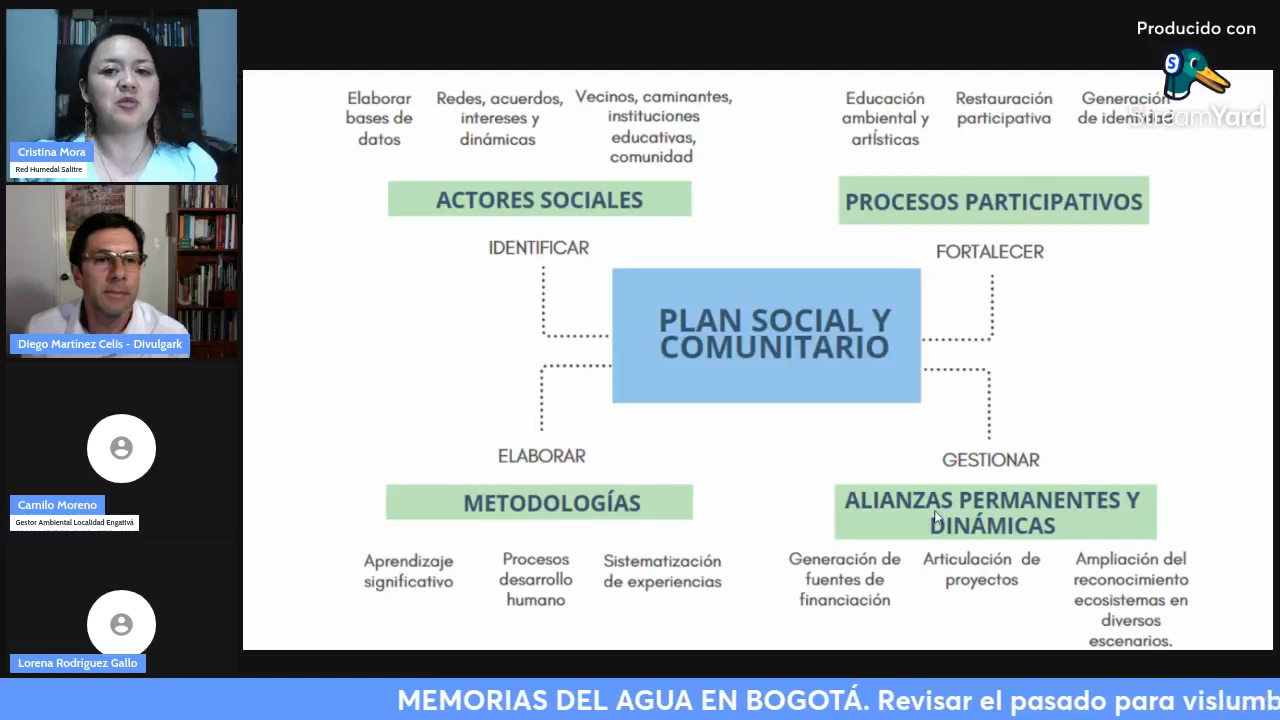 Producido con
S
StreamYard
Cristina Mora
Red Humedal Salitre
Diego Martínez Celis - Divulgark
Camilo Moreno
Gestor Ambiental Localidad Engativá
Lorena Rodríguez Gallo
Elaborar
bases de
datos
Redes, acuerdos,
intereses y
dinámicas
Vecinos, caminantes,
instituciones
educativas,
comunidad
ACTORES SOCIALES
IDENTIFICAR
Educación
ambiental y
artísticas
Restauración
participativa
Generación
de identidad
PROCESOS PARTICIPATIVOS
FORTALECER
PLAN SOCIAL Y
COMUNITARIO
ELABORAR
METODOLOGÍAS
Aprendizaje
significativo
Procesos
desarrollo
humano
Sistematización
de experiencias
GESTIONAR
ALIANZAS PERMANENTES Y
DINÁMICAS
Generación de
fuentes de
financiación
Articulación de
proyectos
Ampliación del
reconocimiento
ecosistemas en
diversos
escenarios.
MEMORIAS DEL AGUA EN BOGOTÁ. Revisar el pasado para vislumb